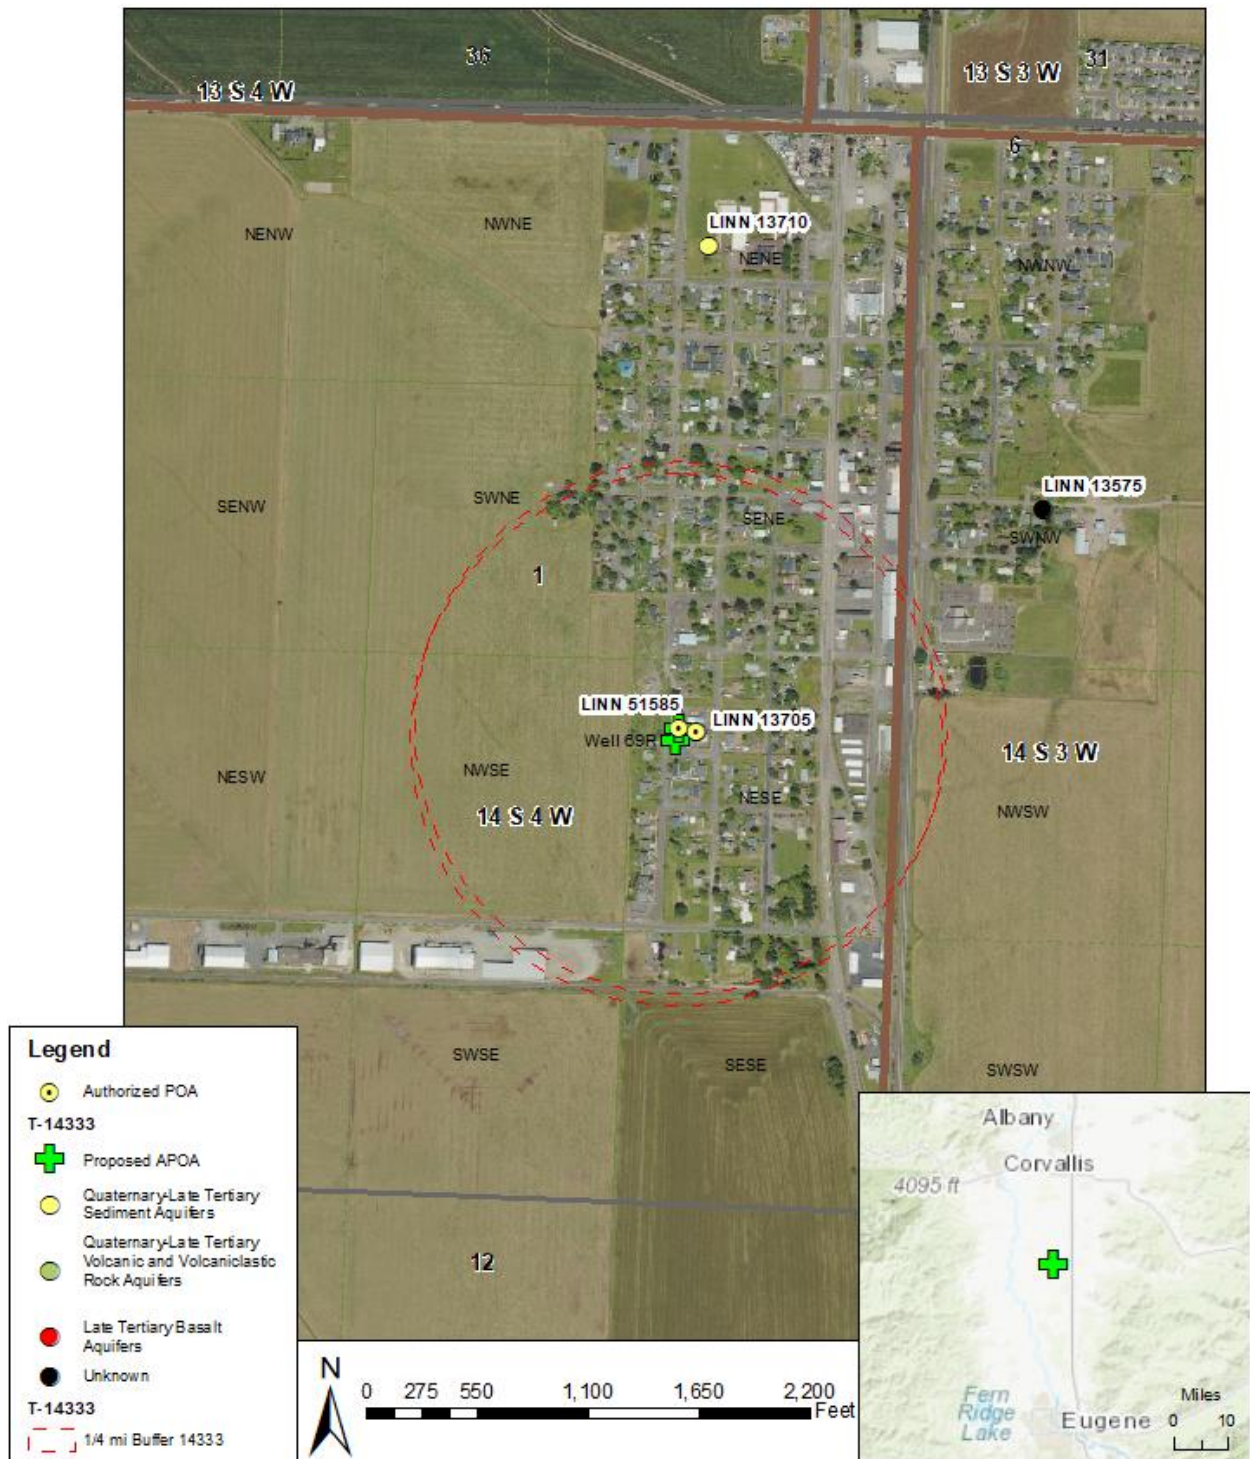 36
31
13 S 4 W
13 S 3 W
6
LINN 13710
NENW
NWNE
NENE
NWNW
LINN 13575
SENW
SWNE
SENE
SWNW
1
LINN 51585
LINN 13705
Well 69R
NESW
NWSE
NESE
14 S 3 W
NWSW
14 S 4 W
SWSE
SESE
SWSW
12
Legend
Authorized POA
T-14333
Proposed APOA
Quaternary-Late Tertiary
Sediment Aquifers
Quaternary-Late Tertiary
Volcanic and Volcaniclastic
Rock Aquifers
Late Tertiary Basalt
Aquifers
Unknown
T-14333
1/4 mi Buffer 14333
N
0 275 550 1,100 1,650 2,200
Feet
Albany
Corvallis
4095 ft
Fern
Ridge
Lake
Eugene
Miles
0 10